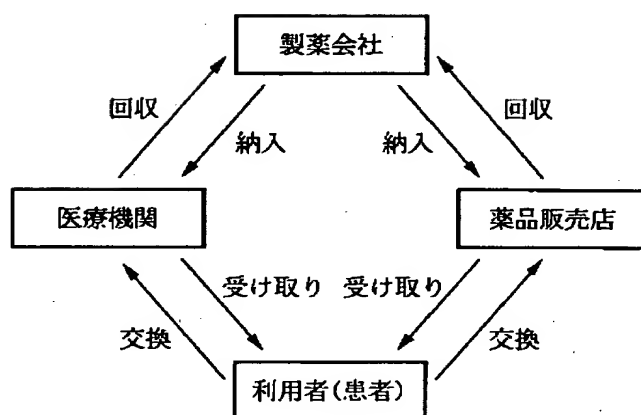 製薬会社
回収
回収
納入
納入
医療機関
薬品販売店
受け取り
受け取り
交換
交換
利用者(患者)